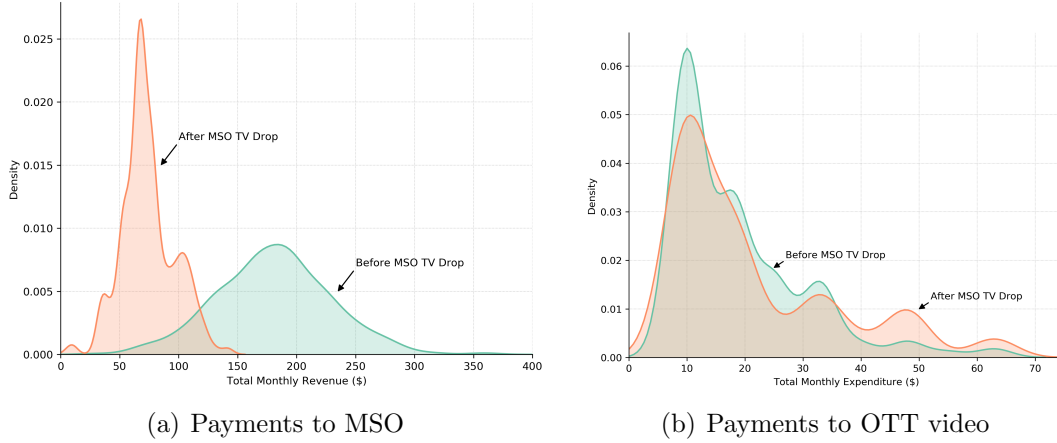 0.025
0.020
0.015
0.010
0.005
0.000
Density
After MSO TV Drop
Before MSO TV Drop
0 50 100 150 200 250 300 350 400
Total Monthly Revenue ($)
(a) Payments to MSO
0.06
0.05
0.04
0.03
0.02
0.01
0.00
Density
Before MSO TV Drop
After MSO TV Drop
0 10 20 30 40 50 60 70
Total Monthly Expenditure ($)
(b) Payments to OTT video